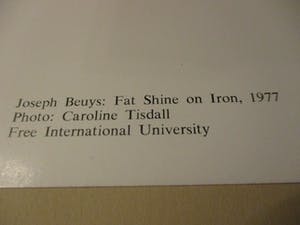 Joseph Beuys: Fat Shine on Iron, 1977
Photo: Caroline Tisdall
Free International University